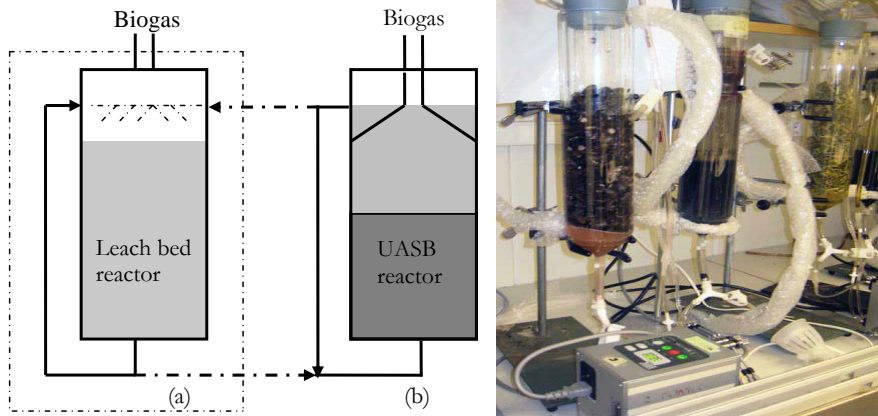 Biogas
Biogas
Leach bed
reactor
UASB
reactor
(a)
(b)